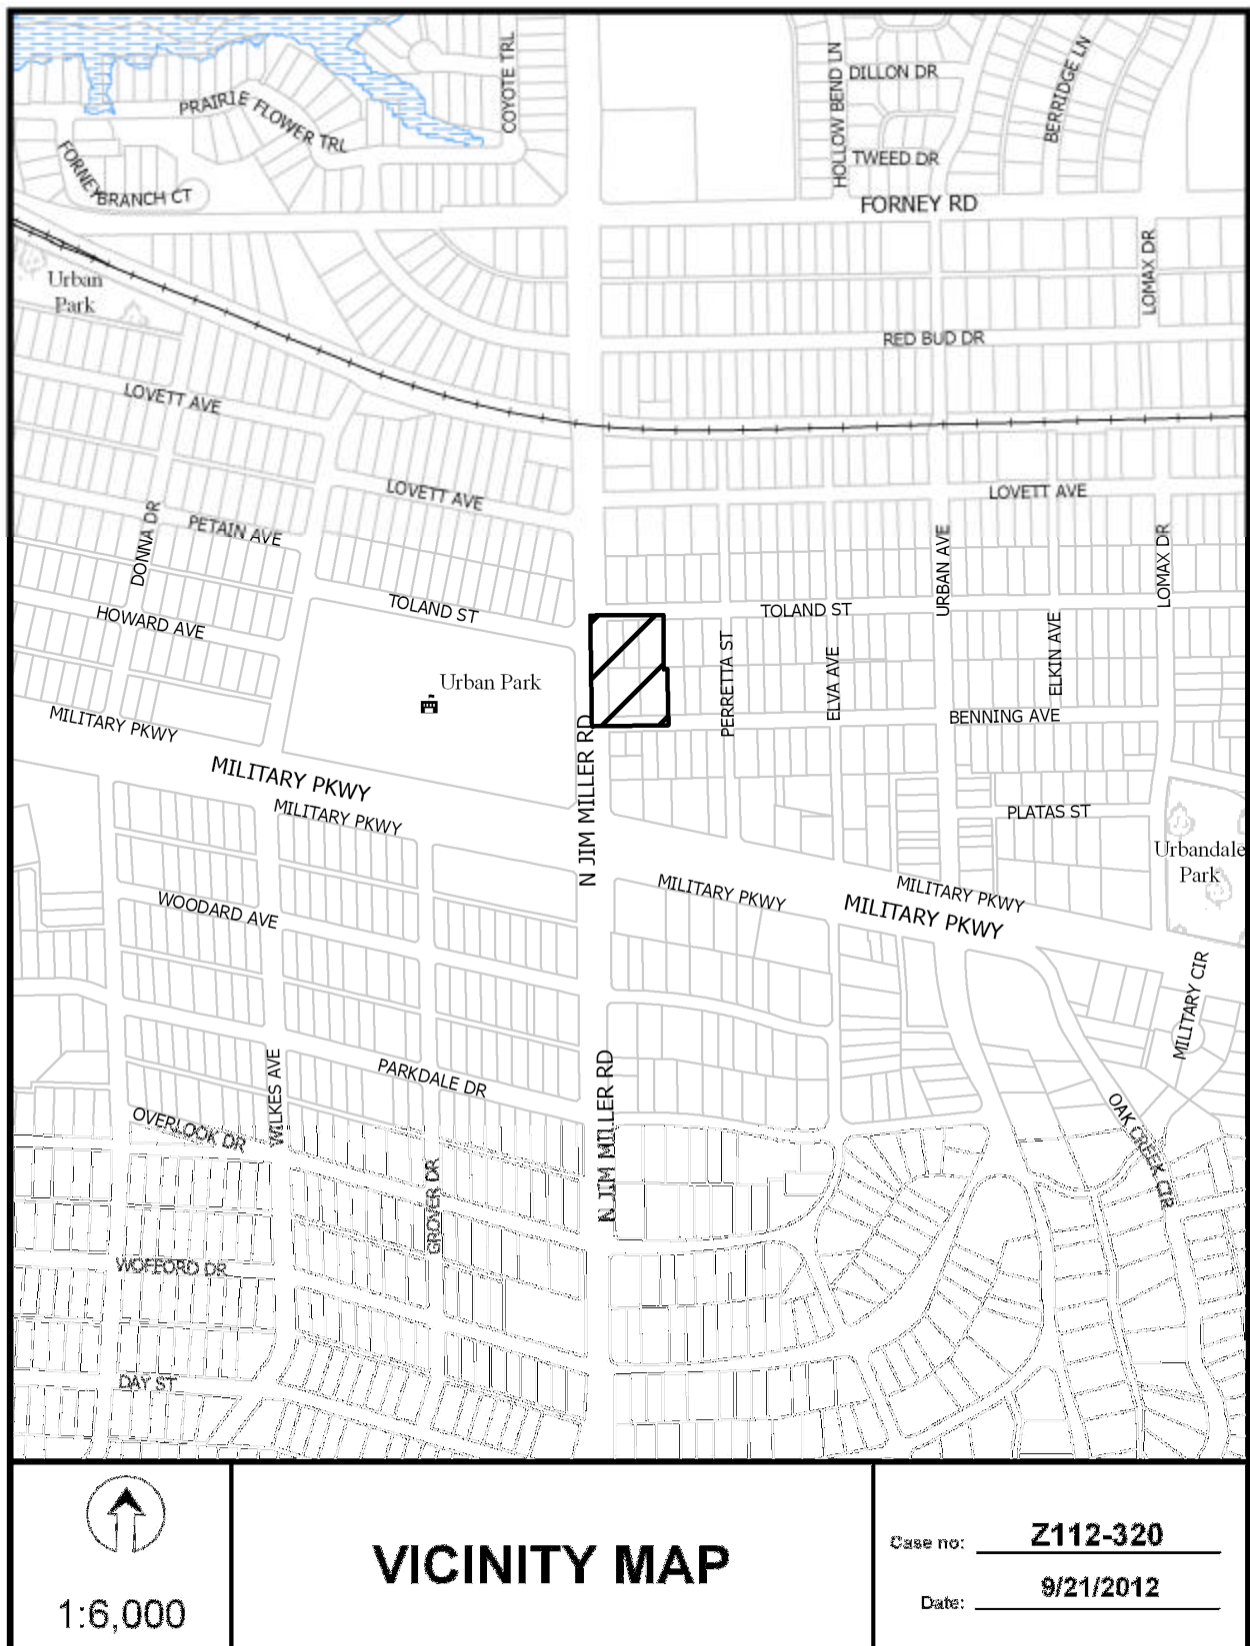 COYOTE TRL
HOLLOW BEND LN
DILLON DR
BERRIDGE LN
PRAIRIE FLOWER TRL
TWEED DR
FORNEY
BRANCH CT
FORNEY RD
LOMAX DR
Urban
Park
RED BUD DR
LOVETT AVE
LOVETT AVE
LOVETT AVE
PETAIN AVE
DONNA DR
URBAN AVE
LOMAX DR
HOWARD AVE
TOLAND ST
TOLAND ST
PERRETTA ST
ELVA AVE
ELKIN AVE
Urban Park
MILITARY PKWY
BENNING AVE
MILITARY PKWY
MILITARY PKWY
N JIM MILLER RD
PLATAS ST
Urbandale
Park
MILITARY PKWY
MILITARY PKWY
MILITARY PKWY
WOODARD AVE
MILITARY CIR
WILKES AVE
PARKDALE DR
N JIM MILLER RD
OVERLOOK DR
OAK CREEK CIR
GROVER DR
WOFFORD DR
DAY ST
1:6,000
VICINITY MAP
Case no: Z112-320
Date: 9/21/2012